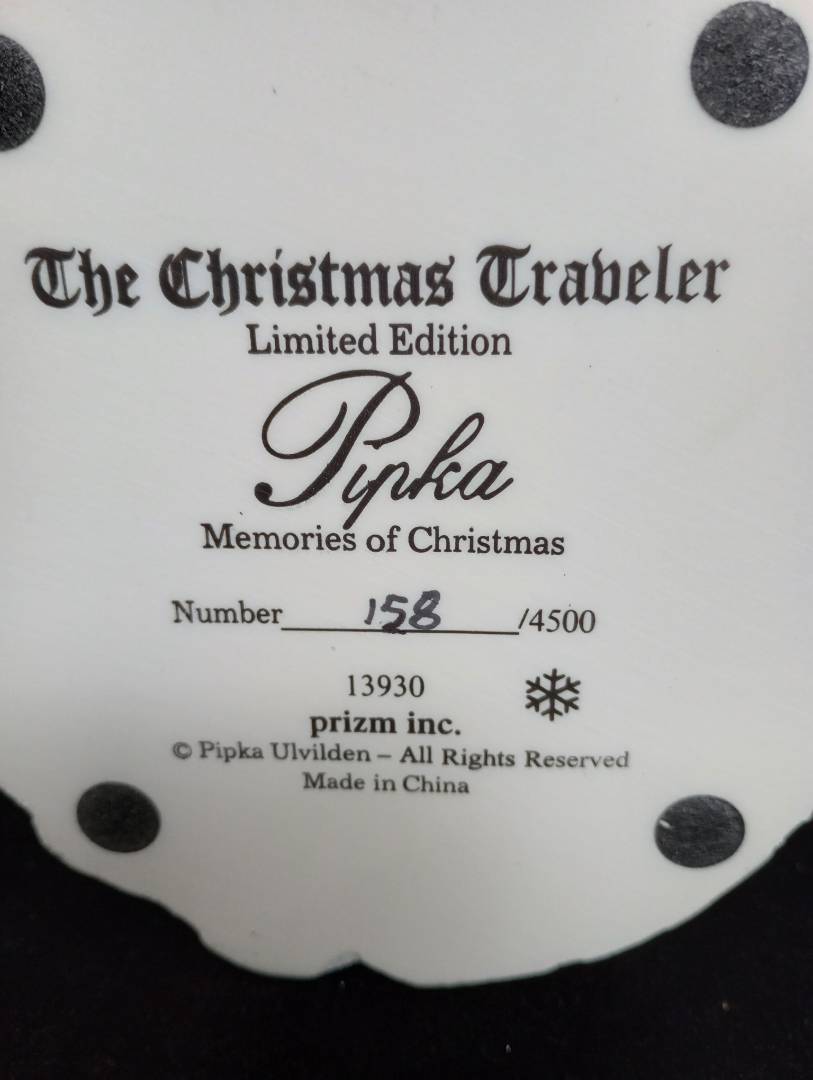 The Christmas Traveler
Limited Edition
Pipka
Memories of Christmas
Number 158 /4500
13930
prizm inc.
© Pipka Ulvilden – All Rights Reserved
Made in China